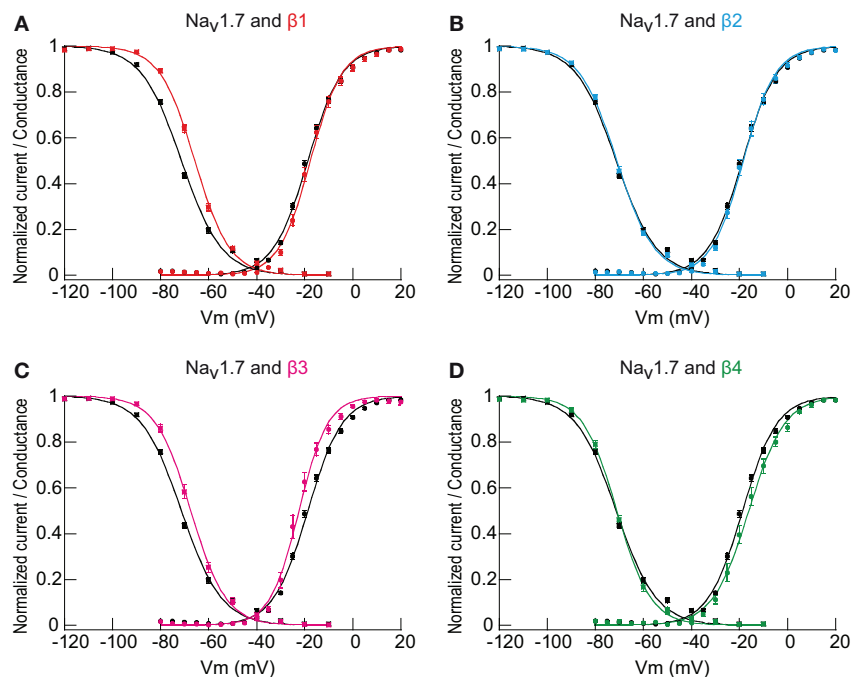 A
Nav1.7 and β1
Normalized current / Conductance
1
0.8
0.6
0.4
0.2
0
-120 -100 -80 -60 -40 -20 0 20
Vm (mV)
B
Nav1.7 and β2
Normalized current / Conductance
1
0.8
0.6
0.4
0.2
0
-120 -100 -80 -60 -40 -20 0 20
Vm (mV)
C
Nav1.7 and β3
Normalized current / Conductance
1
0.8
0.6
0.4
0.2
0
-120 -100 -80 -60 -40 -20 0 20
Vm (mV)
D
Nav1.7 and β4
Normalized current / Conductance
1
0.8
0.6
0.4
0.2
0
-120 -100 -80 -60 -40 -20 0 20
Vm (mV)